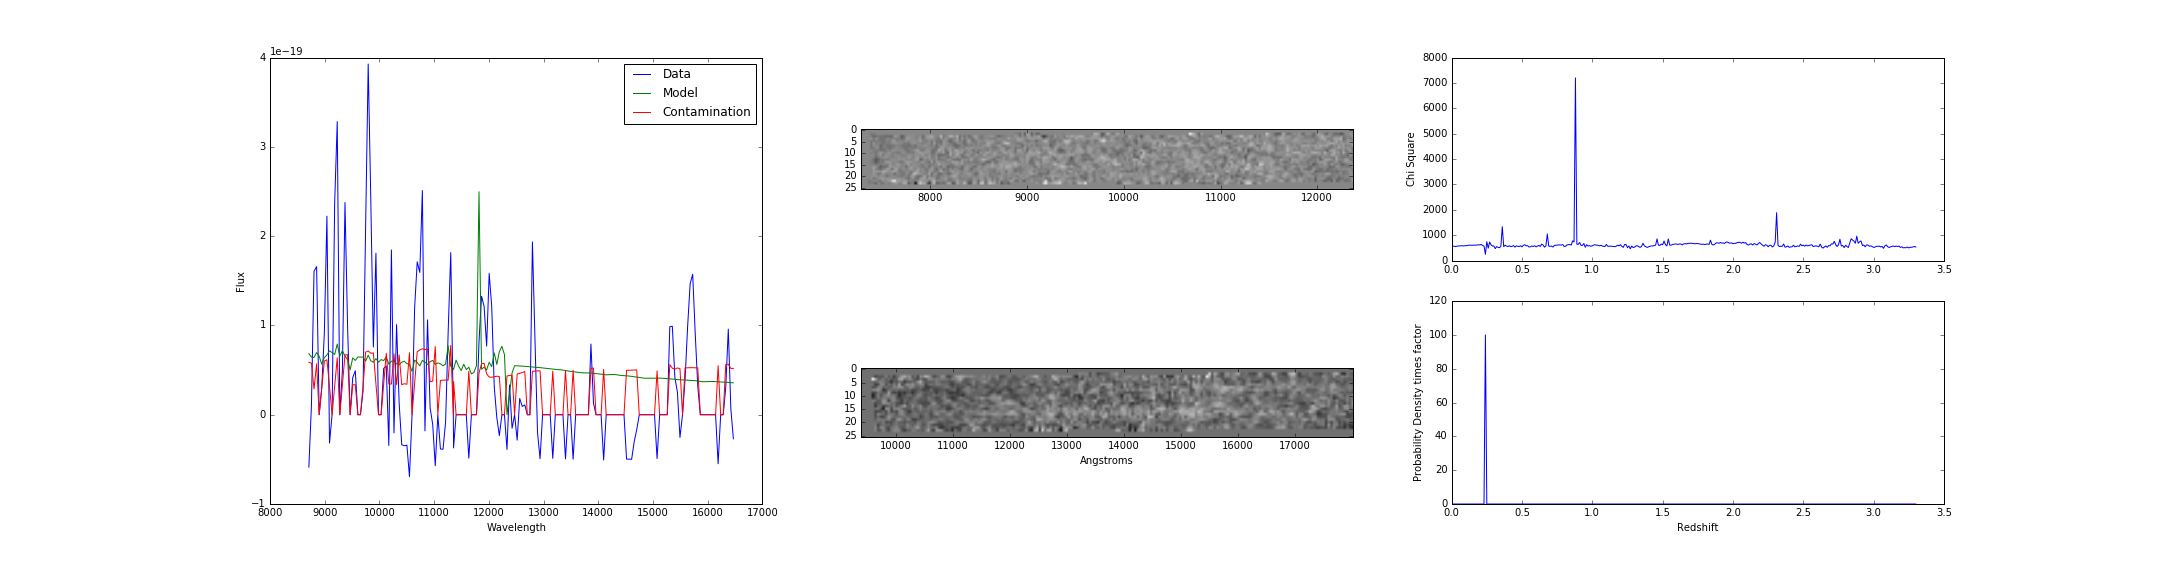 1e−19
4
3
2
1
0
−1
8000 9000 10000 11000 12000 13000 14000 15000 16000 17000
Wavelength
Flux
Data
Model
Contamination
0
5
10
15
20
25
8000 9000 10000 11000 12000
0
5
10
15
20
25
10000 11000 12000 13000 14000 15000 16000 17000
Angstroms
8000
7000
6000
5000
4000
3000
2000
1000
0
0.0 0.5 1.0 1.5 2.0 2.5 3.0 3.5
Chi Square
120
100
80
60
40
20
0
0.0 0.5 1.0 1.5 2.0 2.5 3.0 3.5
Redshift
Probability Density times factor